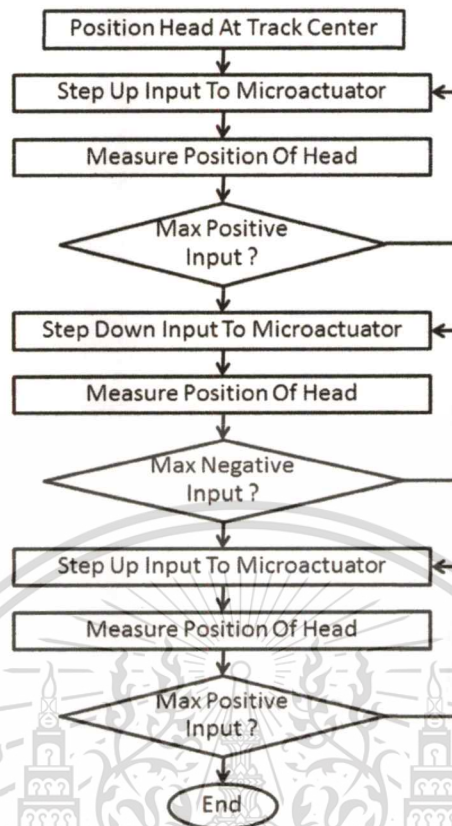 Position Head At Track Center
Step Up Input To Microactuator
Measure Position Of Head
Max Positive
Input ?
Step Down Input To Microactuator
Measure Position Of Head
Max Negative
Input ?
Step Up Input To Microactuator
Measure Position Of Head
Max Positive
Input ?
End